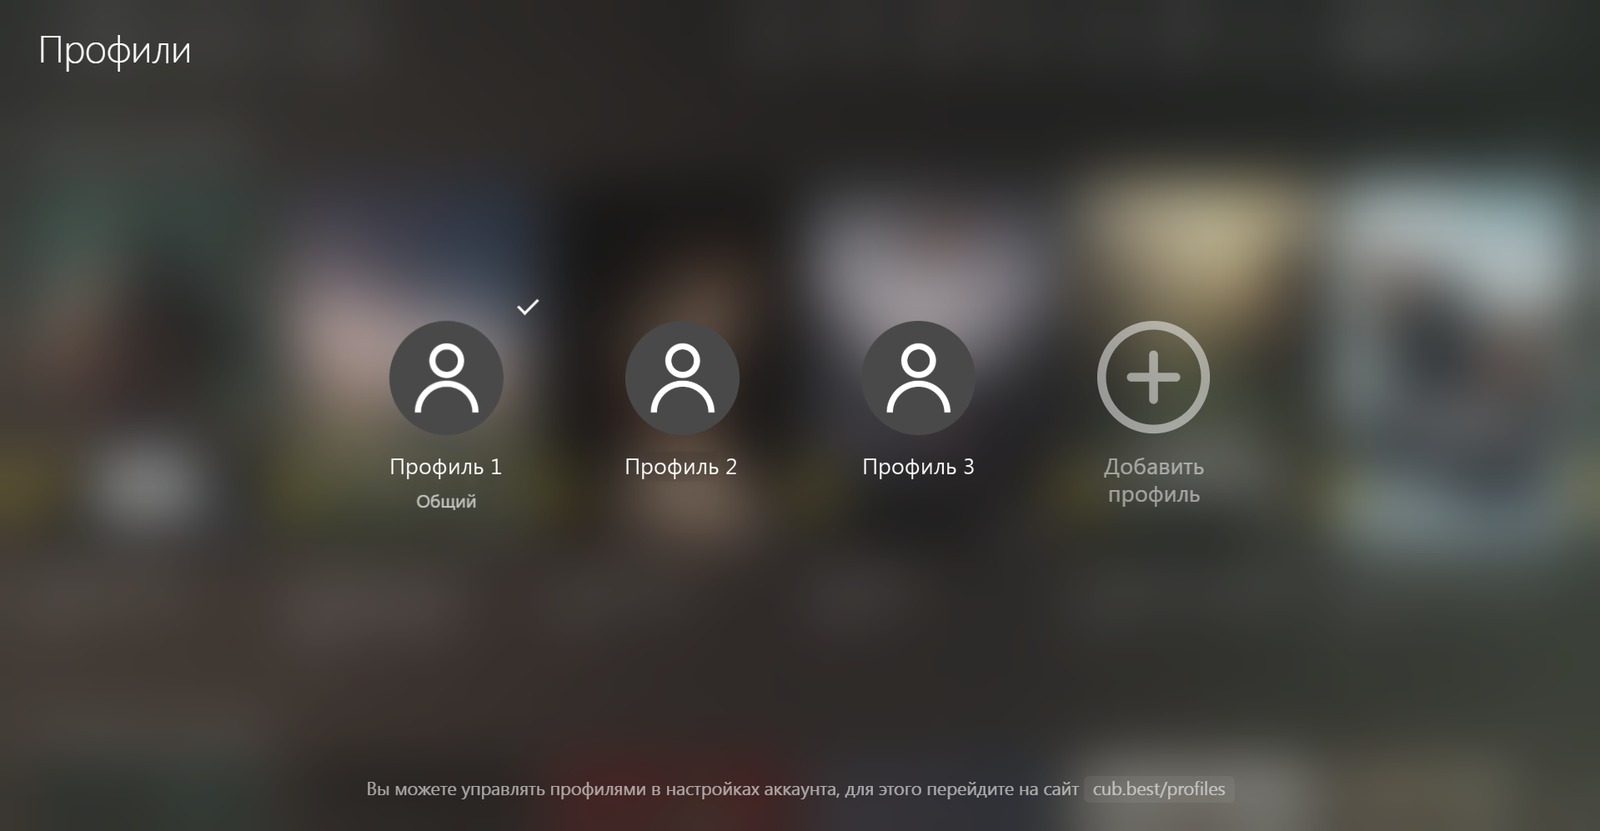 Профили
Профиль 1
Общий
Профиль 2
Профиль 3
Добавить
профиль
Вы можете управлять профилями в настройках аккаунта, для этого перейдите на сайт cub.best/profiles